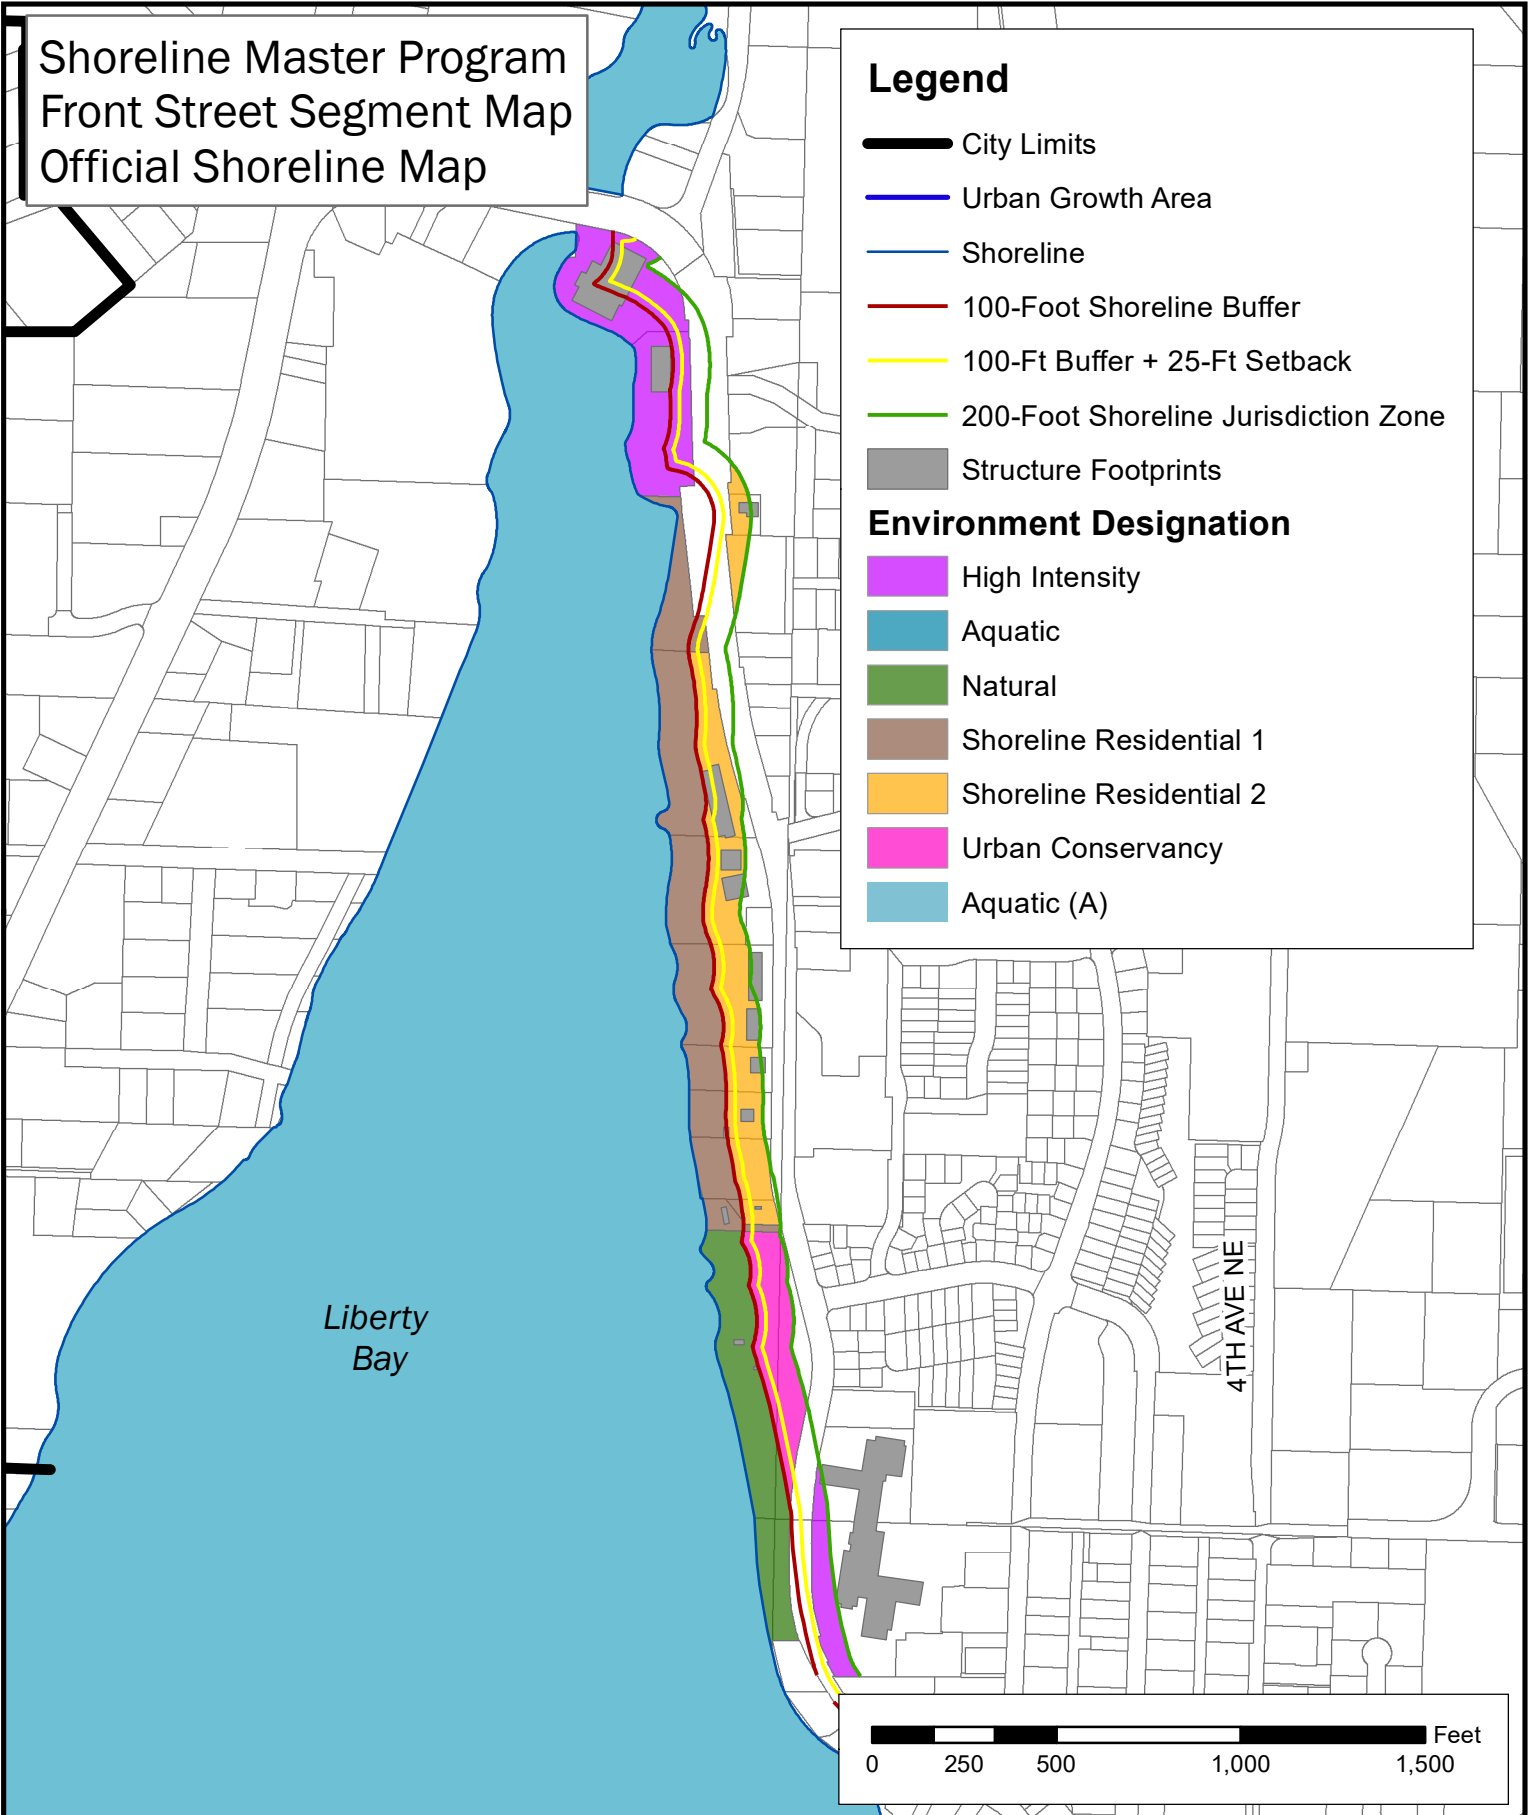 Shoreline Master Program
Front Street Segment Map
Official Shoreline Map
Legend
City Limits
Urban Growth Area
Shoreline
100-Foot Shoreline Buffer
100-Ft Buffer + 25-Ft Setback
200-Foot Shoreline Jurisdiction Zone
Structure Footprints
Environment Designation
High Intensity
Aquatic
Natural
Shoreline Residential 1
Shoreline Residential 2
Urban Conservancy
Aquatic (A)
4TH AVE NE
Liberty
Bay
Feet
0 250 500 1,000 1,500